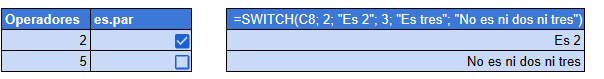 Operadores es.par =SWITCH(C8; 2; "Es 2"; 3; "Es tres"; "No es ni dos ni tres")
2 Es 2
5 No es ni dos ni tres